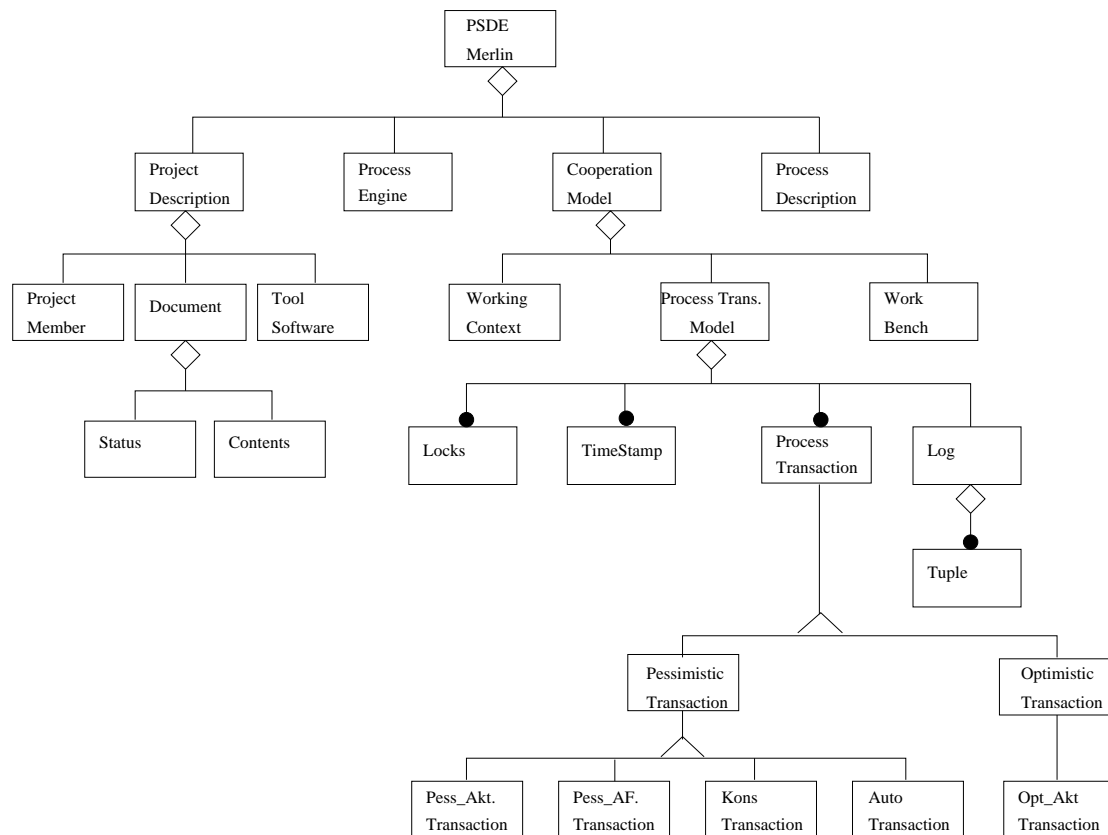 PSDE
Merlin
Project
Description
Process
Engine
Cooperation
Model
Process
Description
Project
Member
Document
Tool
Software
Working
Context
Process Trans.
Model
Work
Bench
Status
Contents
Locks
TimeStamp
Process
Transaction
Log
Tuple
Pessimistic
Transaction
Optimistic
Transaction
Pess_Akt.
Transaction
Pess_AF.
Transaction
Kons
Transaction
Auto
Transaction
Opt_Akt
Transaction